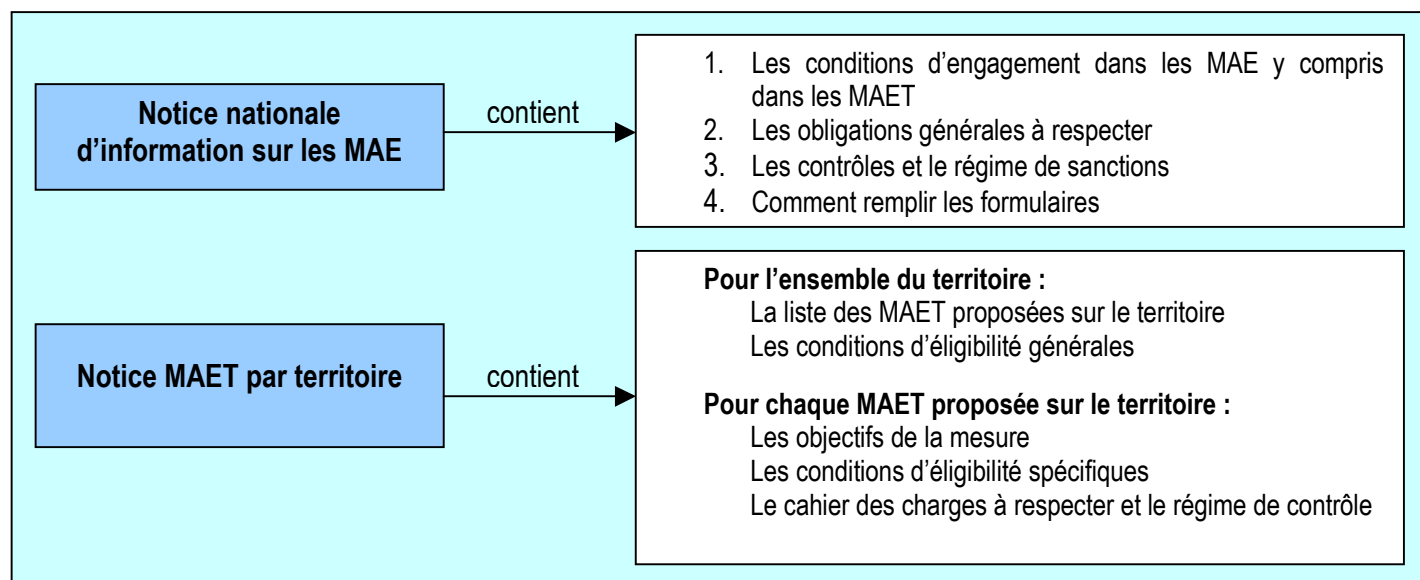 Notice nationale
d’information sur les MAE
contient
1. Les conditions d’engagement dans les MAE y compris
dans les MAET
2. Les obligations générales à respecter
3. Les contrôles et le régime de sanctions
4. Comment remplir les formulaires
Notice MAET par territoire
contient
Pour l’ensemble du territoire :
La liste des MAET proposées sur le territoire
Les conditions d’éligibilité générales
Pour chaque MAET proposée sur le territoire :
Les objectifs de la mesure
Les conditions d’éligibilité spécifiques
Le cahier des charges à respecter et le régime de contrôle